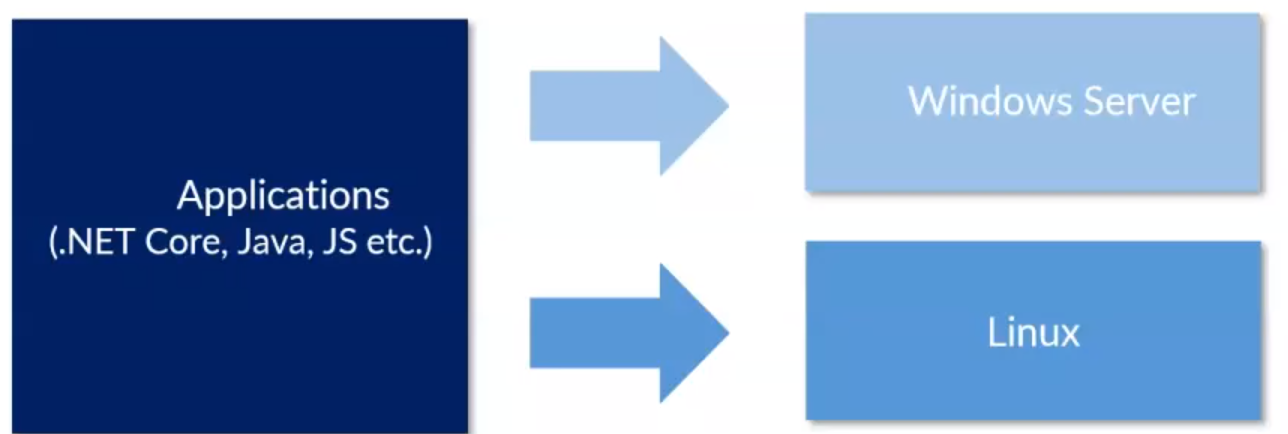 Applications
(.NET Core, Java, JS etc.)
Windows Server
Linux